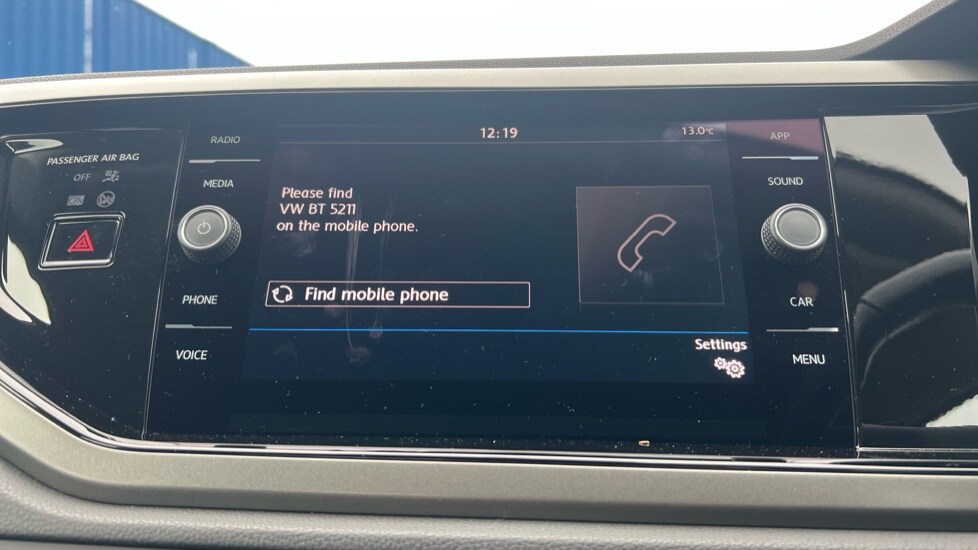 12:19
13.0°C
RADIO
APP
PASSENGER AIR BAG
OFF
ON
MEDIA
SOUND
Please find
VW BT 5211
on the mobile phone.
Find mobile phone
PHONE
CAR
Settings
VOICE
MENU